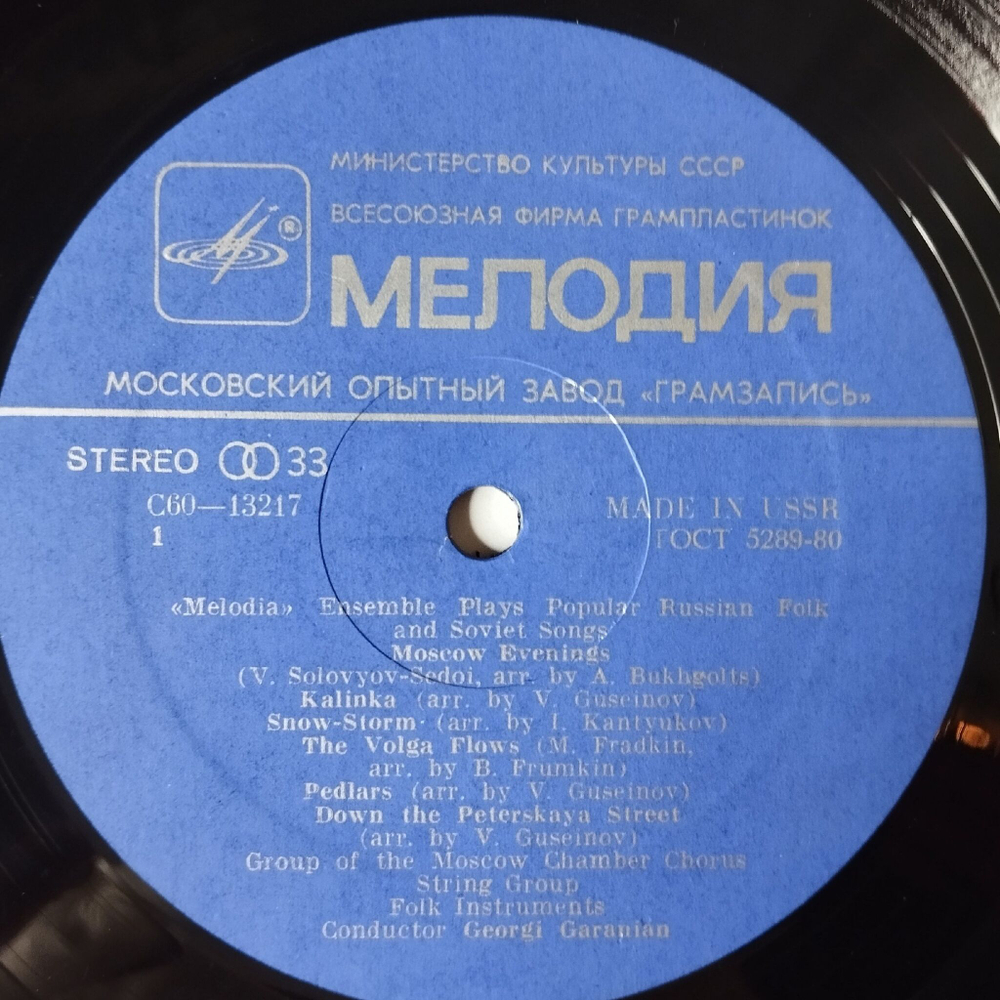 МИНИСТЕРСТВО КУЛЬТУРЫ СССР
ВСЕСОЮЗНАЯ ФИРМА ГРАМПЛАСТИНОК
®
МЕЛОДИЯ
МОСКОВСКИЙ ОПЫТНЫЙ ЗАВОД «ГРАМЗАПИСЬ»
STEREO 33
С60—13217
1
MADE IN USSR
ГОСТ 5289-80
«Melodia» Ensemble Plays Popular Russian Folk
and Soviet Songs
Moscow Evenings
(V. Solovyov-Sedoi, arr. by A. Bukhgolts)
Kalinka (arr. by V. Guseinov)
Snow-Storm (arr. by I. Kantyukov)
The Volga Flows (M. Fradkin,
arr. by B. Frumkin)
Pedlars (arr. by V. Guseinov)
Down the Peterskaya Street
(arr. by V. Guseinov)
Group of the Moscow Chamber Chorus
String Group
Folk Instruments
Conductor Georgi Garanian